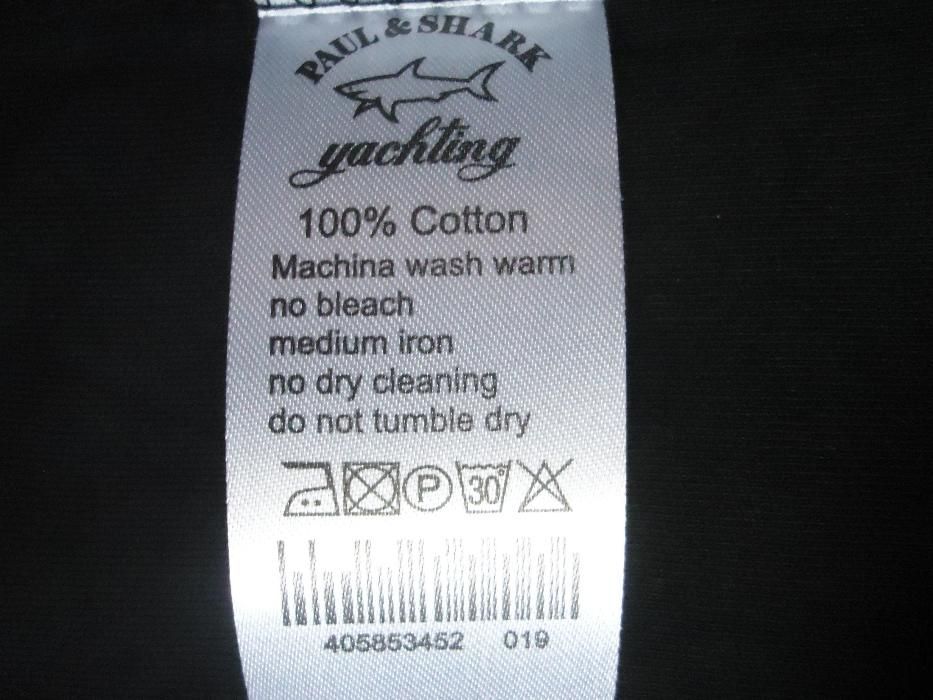 PAUL & SHARK
yachting
100% Cotton
Machina wash warm
no bleach
medium iron
no dry cleaning
do not tumble dry
P 30°
405853452 019